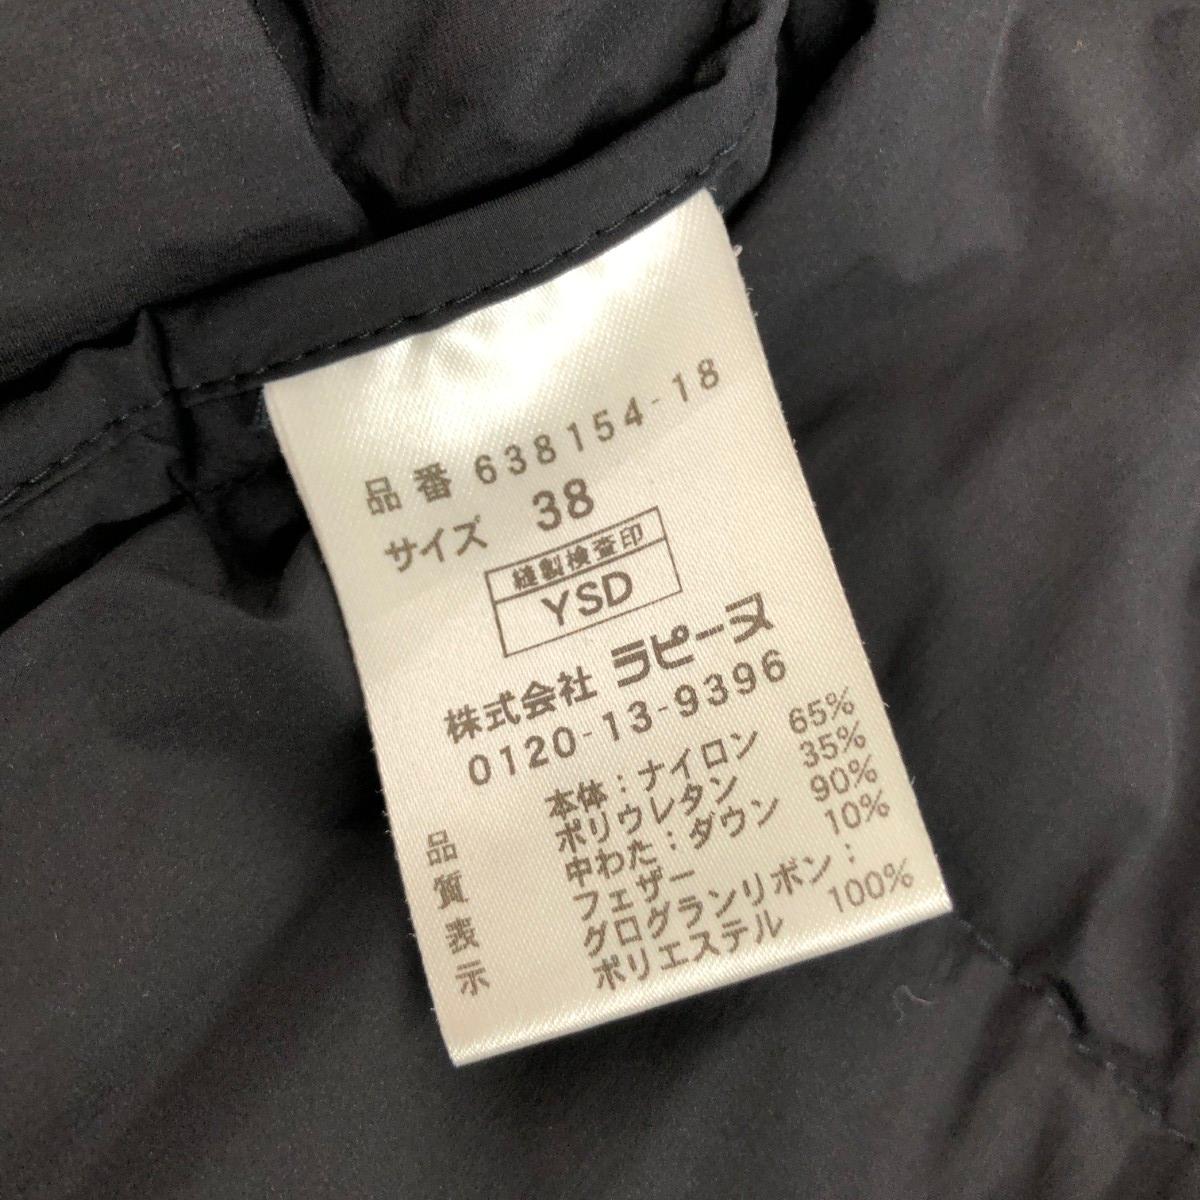 品番 638154-18
サイズ 38
縫製検査印
YSD
株式会社 ラピーヌ
0120-13-9396
品質表示
本体：ナイロン 65%
ポリウレタン 35%
中わた：ダウン 90%
フェザー 10%
グログランリボン：
ポリエステル 100%